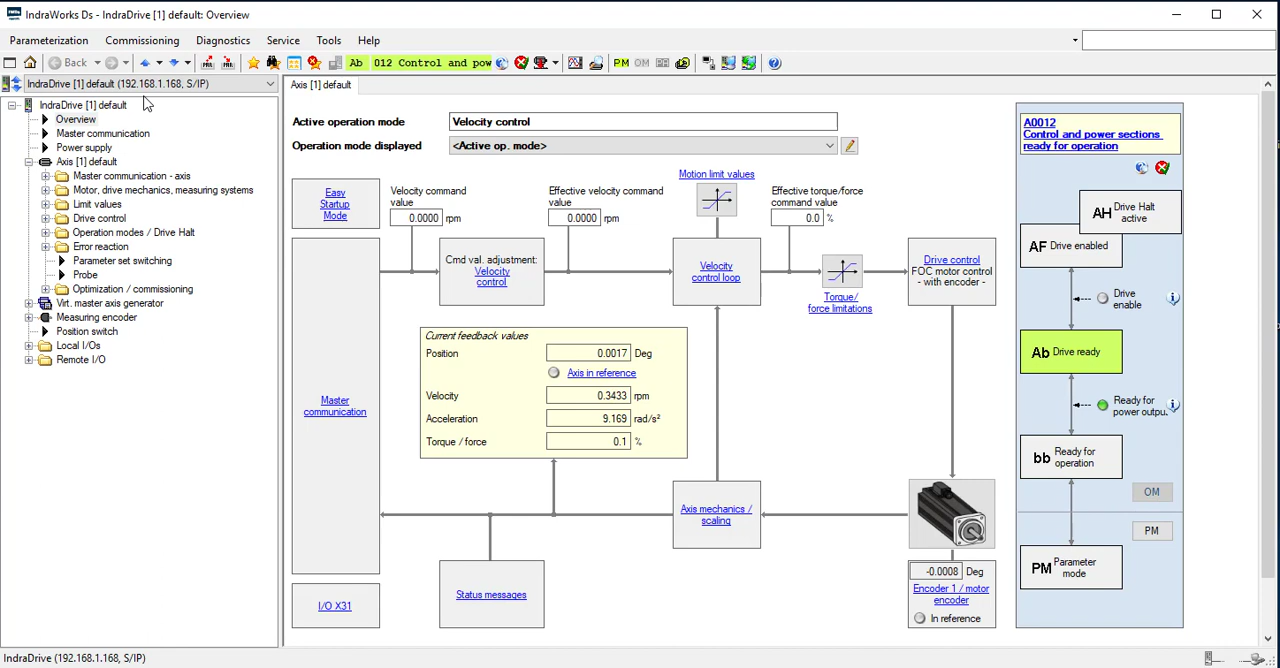 IndraWorks Ds - IndraDrive [1] default: Overview
Parameterization Commissioning Diagnostics Service Tools Help
Back Ab 012 Control and pow PM OM
IndraDrive [1] default (192.168.1.168, S/IP)
IndraDrive [1] default
Overview
Master communication
Power supply
Axis [1] default
Master communication - axis
Motor, drive mechanics, measuring systems
Limit values
Drive control
Operation modes / Drive Halt
Error reaction
Parameter set switching
Probe
Optimization / commissioning
Virt. master axis generator
Measuring encoder
Position switch
Local I/Os
Remote I/O
Axis [1] default
Active operation mode Velocity control
Operation mode displayed <Active op. mode>
Easy
Startup
Mode
Velocity command
value
0.0000 rpm
Effective velocity command
value
0.0000 rpm
Motion limit values
Effective torque/force
command value
0.0 %
Cmd val. adjustment:
Velocity
control
Velocity
control loop
Torque/
force limitations
Drive control
FOC motor control
- with encoder -
Current feedback values
Position 0.0017 Deg
Axis in reference
Velocity 0.3433 rpm
Acceleration 9.169 rad/s²
Torque / force 0.1 %
Master
communication
Axis mechanics /
scaling
I/O X31
Status messages
-0.0008 Deg
Encoder 1 / motor
encoder
In reference
A0012
Control and power sections
ready for operation
AH Drive Halt
active
AF Drive enabled
Drive
enable
Ab Drive ready
Ready for
power outpu.
bb Ready for
operation
OM
PM
PM Parameter
mode
IndraDrive (192.168.1.168, S/IP)